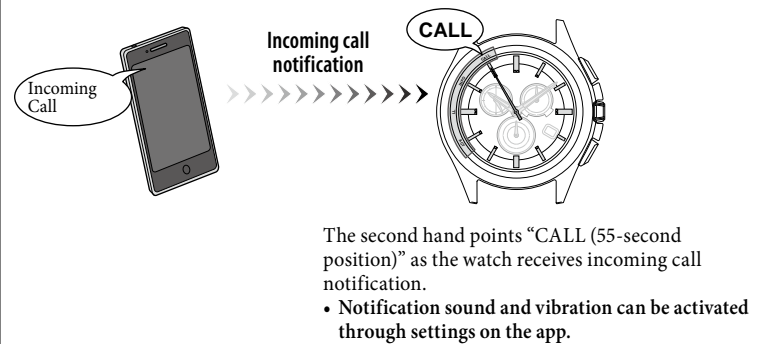 Incoming
Call
Incoming call
notification
CALL
The second hand points “CALL (55-second
position)” as the watch receives incoming call
notification.
• Notification sound and vibration can be activated
through settings on the app.